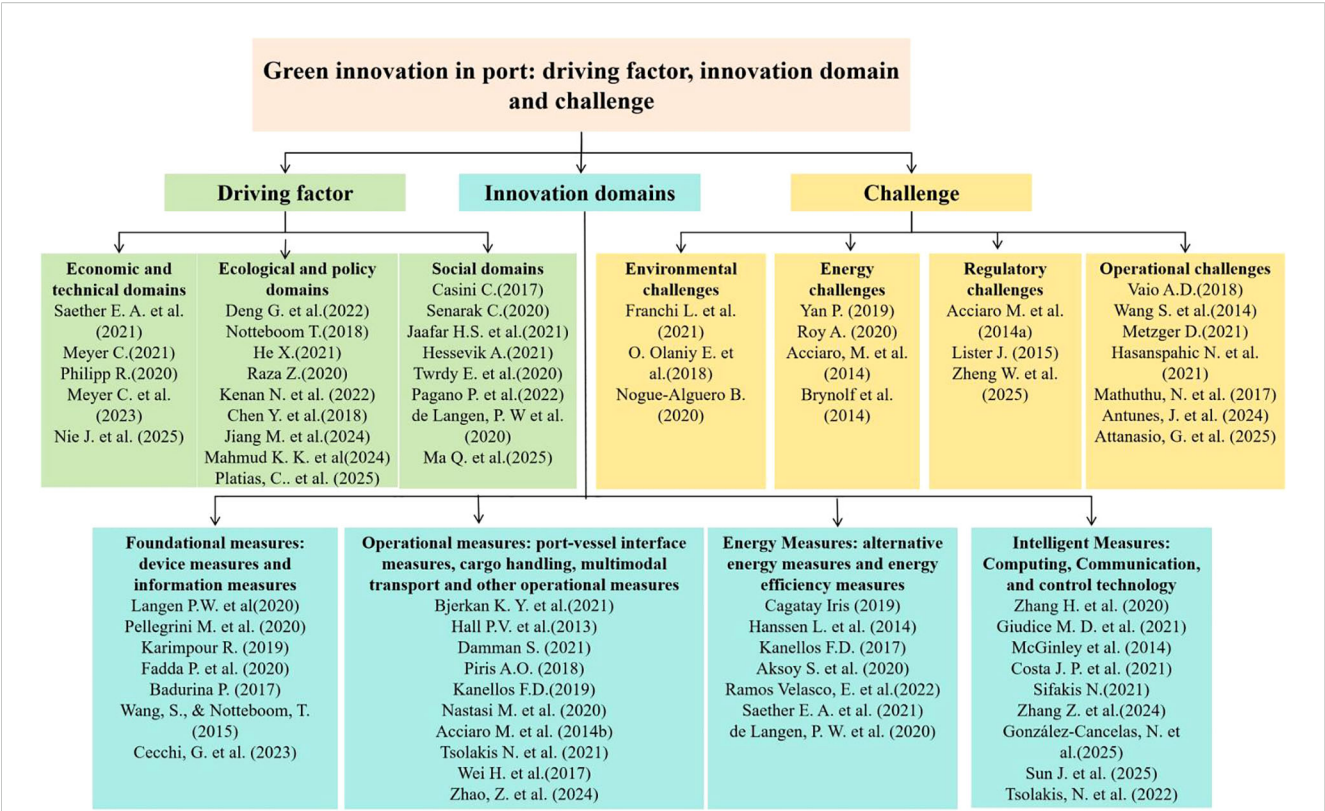 Green innovation in port: driving factor, innovation domain
and challenge
Driving factor
Innovation domains
Challenge
Economic and
technical domains
Saether E. A. et al.
(2021)
Meyer C.(2021)
Philipp R.(2020)
Meyer C. et al.
(2023)
Nie J. et al. (2025)
Ecological and policy
domains
Deng G. et al.(2022)
Notteboom T.(2018)
He X.(2021)
Raza Z.(2020)
Kenan N. et al. (2022)
Chen Y. et al.(2018)
Jiang M. et al.(2024)
Mahmud K. K. et al(2024)
Platias, C.. et al. (2025)
Social domains
Casini C.(2017)
Senarak C.(2020)
Jaafar H.S. et al.(2021)
Hessevik A.(2021)
Twrdy E. et al.(2020)
Pagano P. et al.(2022)
de Langen, P. W et al.
(2020)
Ma Q. et al.(2025)
Environmental
challenges
Franchi L. et al.
(2021)
O. Olaniy E. et
al.(2018)
Nogue-Alguero B.
(2020)
Energy
challenges
Yan P. (2019)
Roy A. (2020)
Acciaro, M. et al.
(2014)
Brynolf et al.
(2014)
Regulatory
challenges
Acciaro M. et al.
(2014a)
Lister J. (2015)
Zheng W. et al.
(2025)
Operational challenges
Vaio A.D.(2018)
Wang S. et al.(2014)
Metzger D.(2021)
Hasanspahic N. et al.
(2021)
Mathuthu, N. et al. (2017)
Antunes, J. et al. (2024)
Attanasio, G. et al. (2025)
Foundational measures:
device measures and
information measures
Langen P.W. et al(2020)
Pellegrini M. et al. (2020)
Karimpour R. (2019)
Fadda P. et al. (2020)
Badurina P. (2017)
Wang, S., & Notteboom, T.
(2015)
Cecchi, G. et al. (2023)
Operational measures: port-vessel interface
measures, cargo handling, multimodal
transport and other operational measures
Bjerkan K. Y. et al.(2021)
Hall P.V. et al.(2013)
Damman S. (2021)
Piris A.O. (2018)
Kanellos F.D.(2019)
Nastasi M. et al. (2020)
Acciaro M. et al. (2014b)
Tsolakis N. et al. (2021)
Wei H. et al.(2017)
Zhao, Z. et al. (2024)
Energy Measures: alternative
energy measures and energy
efficiency measures
Cagatay Iris (2019)
Hanssen L. et al. (2014)
Kanellos F.D. (2017)
Aksoy S. et al. (2020)
Ramos Velasco, E. et al.(2022)
Saether E. A. et al. (2021)
de Langen, P. W. et al. (2020)
Intelligent Measures:
Computing, Communication,
and control technology
Zhang H. et al. (2020)
Giudice M. D. et al. (2021)
McGinley et al. (2014)
Costa J. P. et al. (2021)
Sifakis N.(2021)
Zhang Z. et al.(2024)
González-Cancelas, N. et
al.(2025)
Sun J. et al. (2025)
Tsolakis, N. et al. (2022)